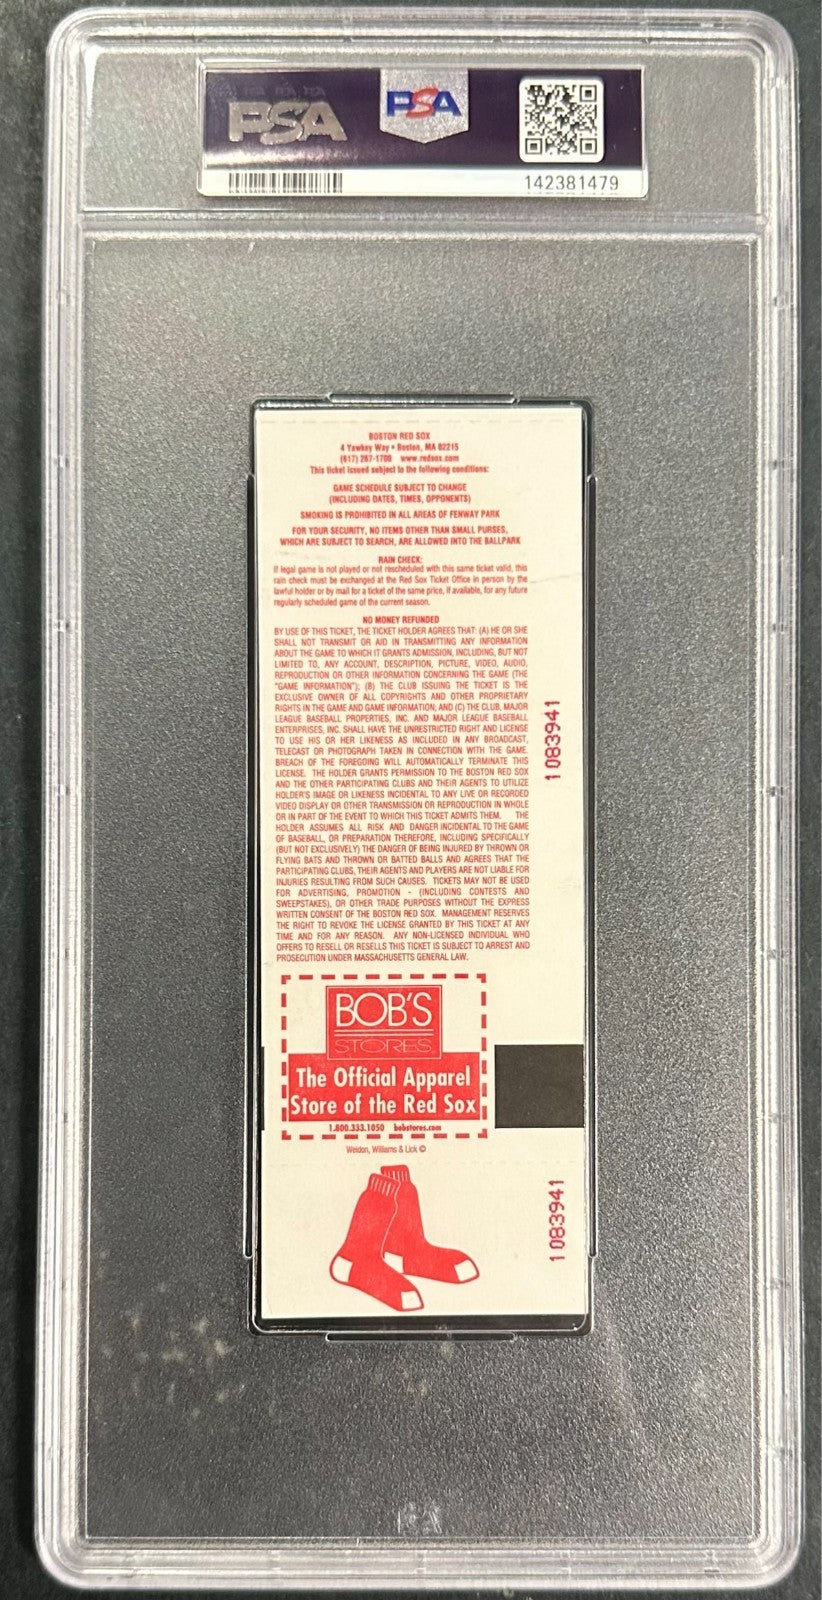 PSA
PSA
142381479
BOSTON RED SOX
4 Yawkey Way • Boston, MA 02215
(617) 267-1700 www.redsox.com
This ticket issued subject to the following conditions:
GAME SCHEDULE SUBJECT TO CHANGE
(INCLUDING DATES, TIMES, OPPONENTS)
SMOKING IS PROHIBITED IN ALL AREAS OF FENWAY PARK
FOR YOUR SECURITY, NO ITEMS OTHER THAN SMALL PURSES,
WHICH ARE SUBJECT TO SEARCH, ARE ALLOWED INTO THE BALLPARK
RAIN CHECK:
If legal game is not played or not rescheduled with this same ticket valid, this
rain check must be exchanged at the Red Sox Ticket Office in person by the
lawful holder or by mail for a ticket of the same price, if available, for any future
regularly scheduled game of the current season.
NO MONEY REFUNDED
BY USE OF THIS TICKET, THE TICKET HOLDER AGREES THAT: (A) HE OR SHE
SHALL NOT TRANSMIT OR AID IN TRANSMITTING ANY INFORMATION
ABOUT THE GAME TO WHICH IT GRANTS ADMISSION, INCLUDING, BUT NOT
LIMITED TO, ANY ACCOUNT, DESCRIPTION, PICTURE, VIDEO, AUDIO,
REPRODUCTION OR OTHER INFORMATION CONCERNING THE GAME (THE
"GAME INFORMATION"); (B) THE CLUB ISSUING THE TICKET IS THE
EXCLUSIVE OWNER OF ALL COPYRIGHTS AND OTHER PROPRIETARY
RIGHTS IN THE GAME AND GAME INFORMATION; AND (C) THE CLUB, MAJOR
LEAGUE BASEBALL PROPERTIES, INC. AND MAJOR LEAGUE BASEBALL
ENTERPRISES, INC. SHALL HAVE THE UNRESTRICTED RIGHT AND LICENSE
TO USE HIS OR HER LIKENESS AS INCLUDED IN ANY BROADCAST,
TELECAST OR PHOTOGRAPH TAKEN IN CONNECTION WITH THE GAME.
BREACH OF THE FOREGOING WILL AUTOMATICALLY TERMINATE THIS
LICENSE. THE HOLDER GRANTS PERMISSION TO THE BOSTON RED SOX
AND THE OTHER PARTICIPATING CLUBS AND THEIR AGENTS TO UTILIZE
HOLDER'S IMAGE OR LIKENESS INCIDENTAL TO ANY LIVE OR RECORDED
VIDEO DISPLAY OR OTHER TRANSMISSION OR REPRODUCTION IN WHOLE
OR IN PART OF THE EVENT TO WHICH THIS TICKET ADMITS THEM. THE
HOLDER ASSUMES ALL RISK AND DANGER INCIDENTAL TO THE GAME
OF BASEBALL, OR PREPARATION THEREFORE, INCLUDING SPECIFICALLY
(BUT NOT EXCLUSIVELY) THE DANGER OF BEING INJURED BY THROWN OR
FLYING BATS AND THROWN OR BATTED BALLS AND AGREES THAT THE
PARTICIPATING CLUBS, THEIR AGENTS AND PLAYERS ARE NOT LIABLE FOR
INJURIES RESULTING FROM SUCH CAUSES. TICKETS MAY NOT BE USED
FOR ADVERTISING, PROMOTION - (INCLUDING CONTESTS AND
SWEEPSTAKES), OR OTHER TRADE PURPOSES WITHOUT THE EXPRESS
WRITTEN CONSENT OF THE BOSTON RED SOX. MANAGEMENT RESERVES
THE RIGHT TO REVOKE THE LICENSE GRANTED BY THIS TICKET AT ANY
TIME AND FOR ANY REASON. ANY NON-LICENSED INDIVIDUAL WHO
OFFERS TO RESELL OR RESELLS THIS TICKET IS SUBJECT TO ARREST AND
PROSECUTION UNDER MASSACHUSETTS GENERAL LAW.
1083941
BOB'S
STORES
The Official Apparel
Store of the Red Sox
1.800.333.1050 bobstores.com
Weldon, Williams & Lick ©
1083941
PSA